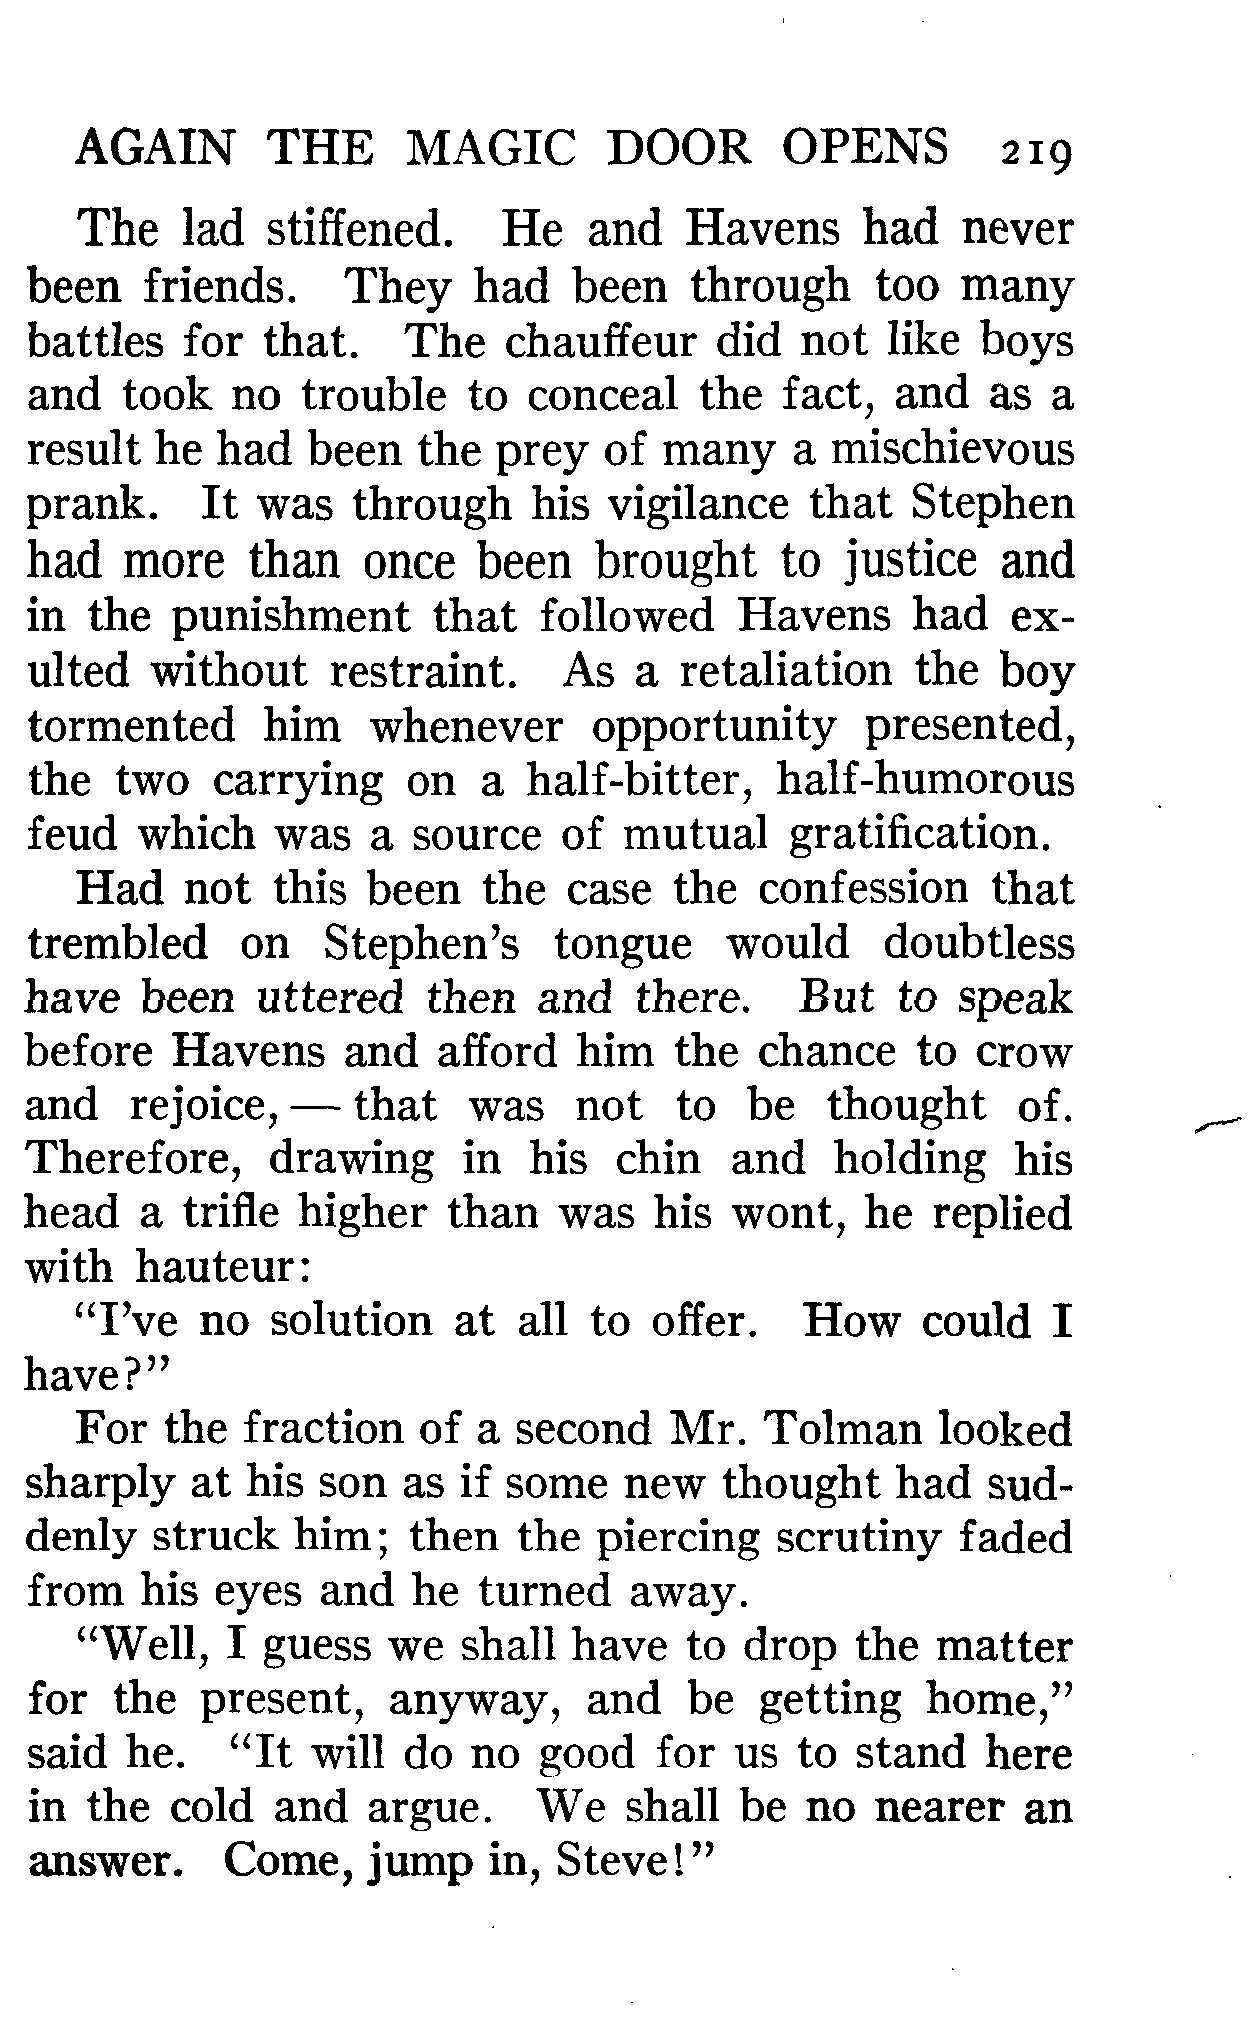 AGAIN THE MAGIC DOOR OPENS 219
The lad stiffened. He and Havens had never
been friends. They had been through too many
battles for that. The chauffeur did not like boys
and took no trouble to conceal the fact, and as a
result he had been the prey of many a mischievous
prank. It was through his vigilance that Stephen
had more than once been brought to justice and
in the punishment that followed Havens had ex-
ulted without restraint. As a retaliation the boy
tormented him whenever opportunity presented,
the two carrying on a half-bitter, half-humorous
feud which was a source of mutual gratification.
Had not this been the case the confession that
trembled on Stephen's tongue would doubtless
have been uttered then and there. But to speak
before Havens and afford him the chance to crow
and rejoice, — that was not to be thought of.
Therefore, drawing in his chin and holding his
head a trifle higher than was his wont, he replied
with hauteur:
"I've no solution at all to offer. How could I
have?"
For the fraction of a second Mr. Tolman looked
sharply at his son as if some new thought had sud-
denly struck him; then the piercing scrutiny faded
from his eyes and he turned away.
"Well, I guess we shall have to drop the matter
for the present, anyway, and be getting home,"
said he. "It will do no good for us to stand here
in the cold and argue. We shall be no nearer an
answer. Come, jump in, Steve!"